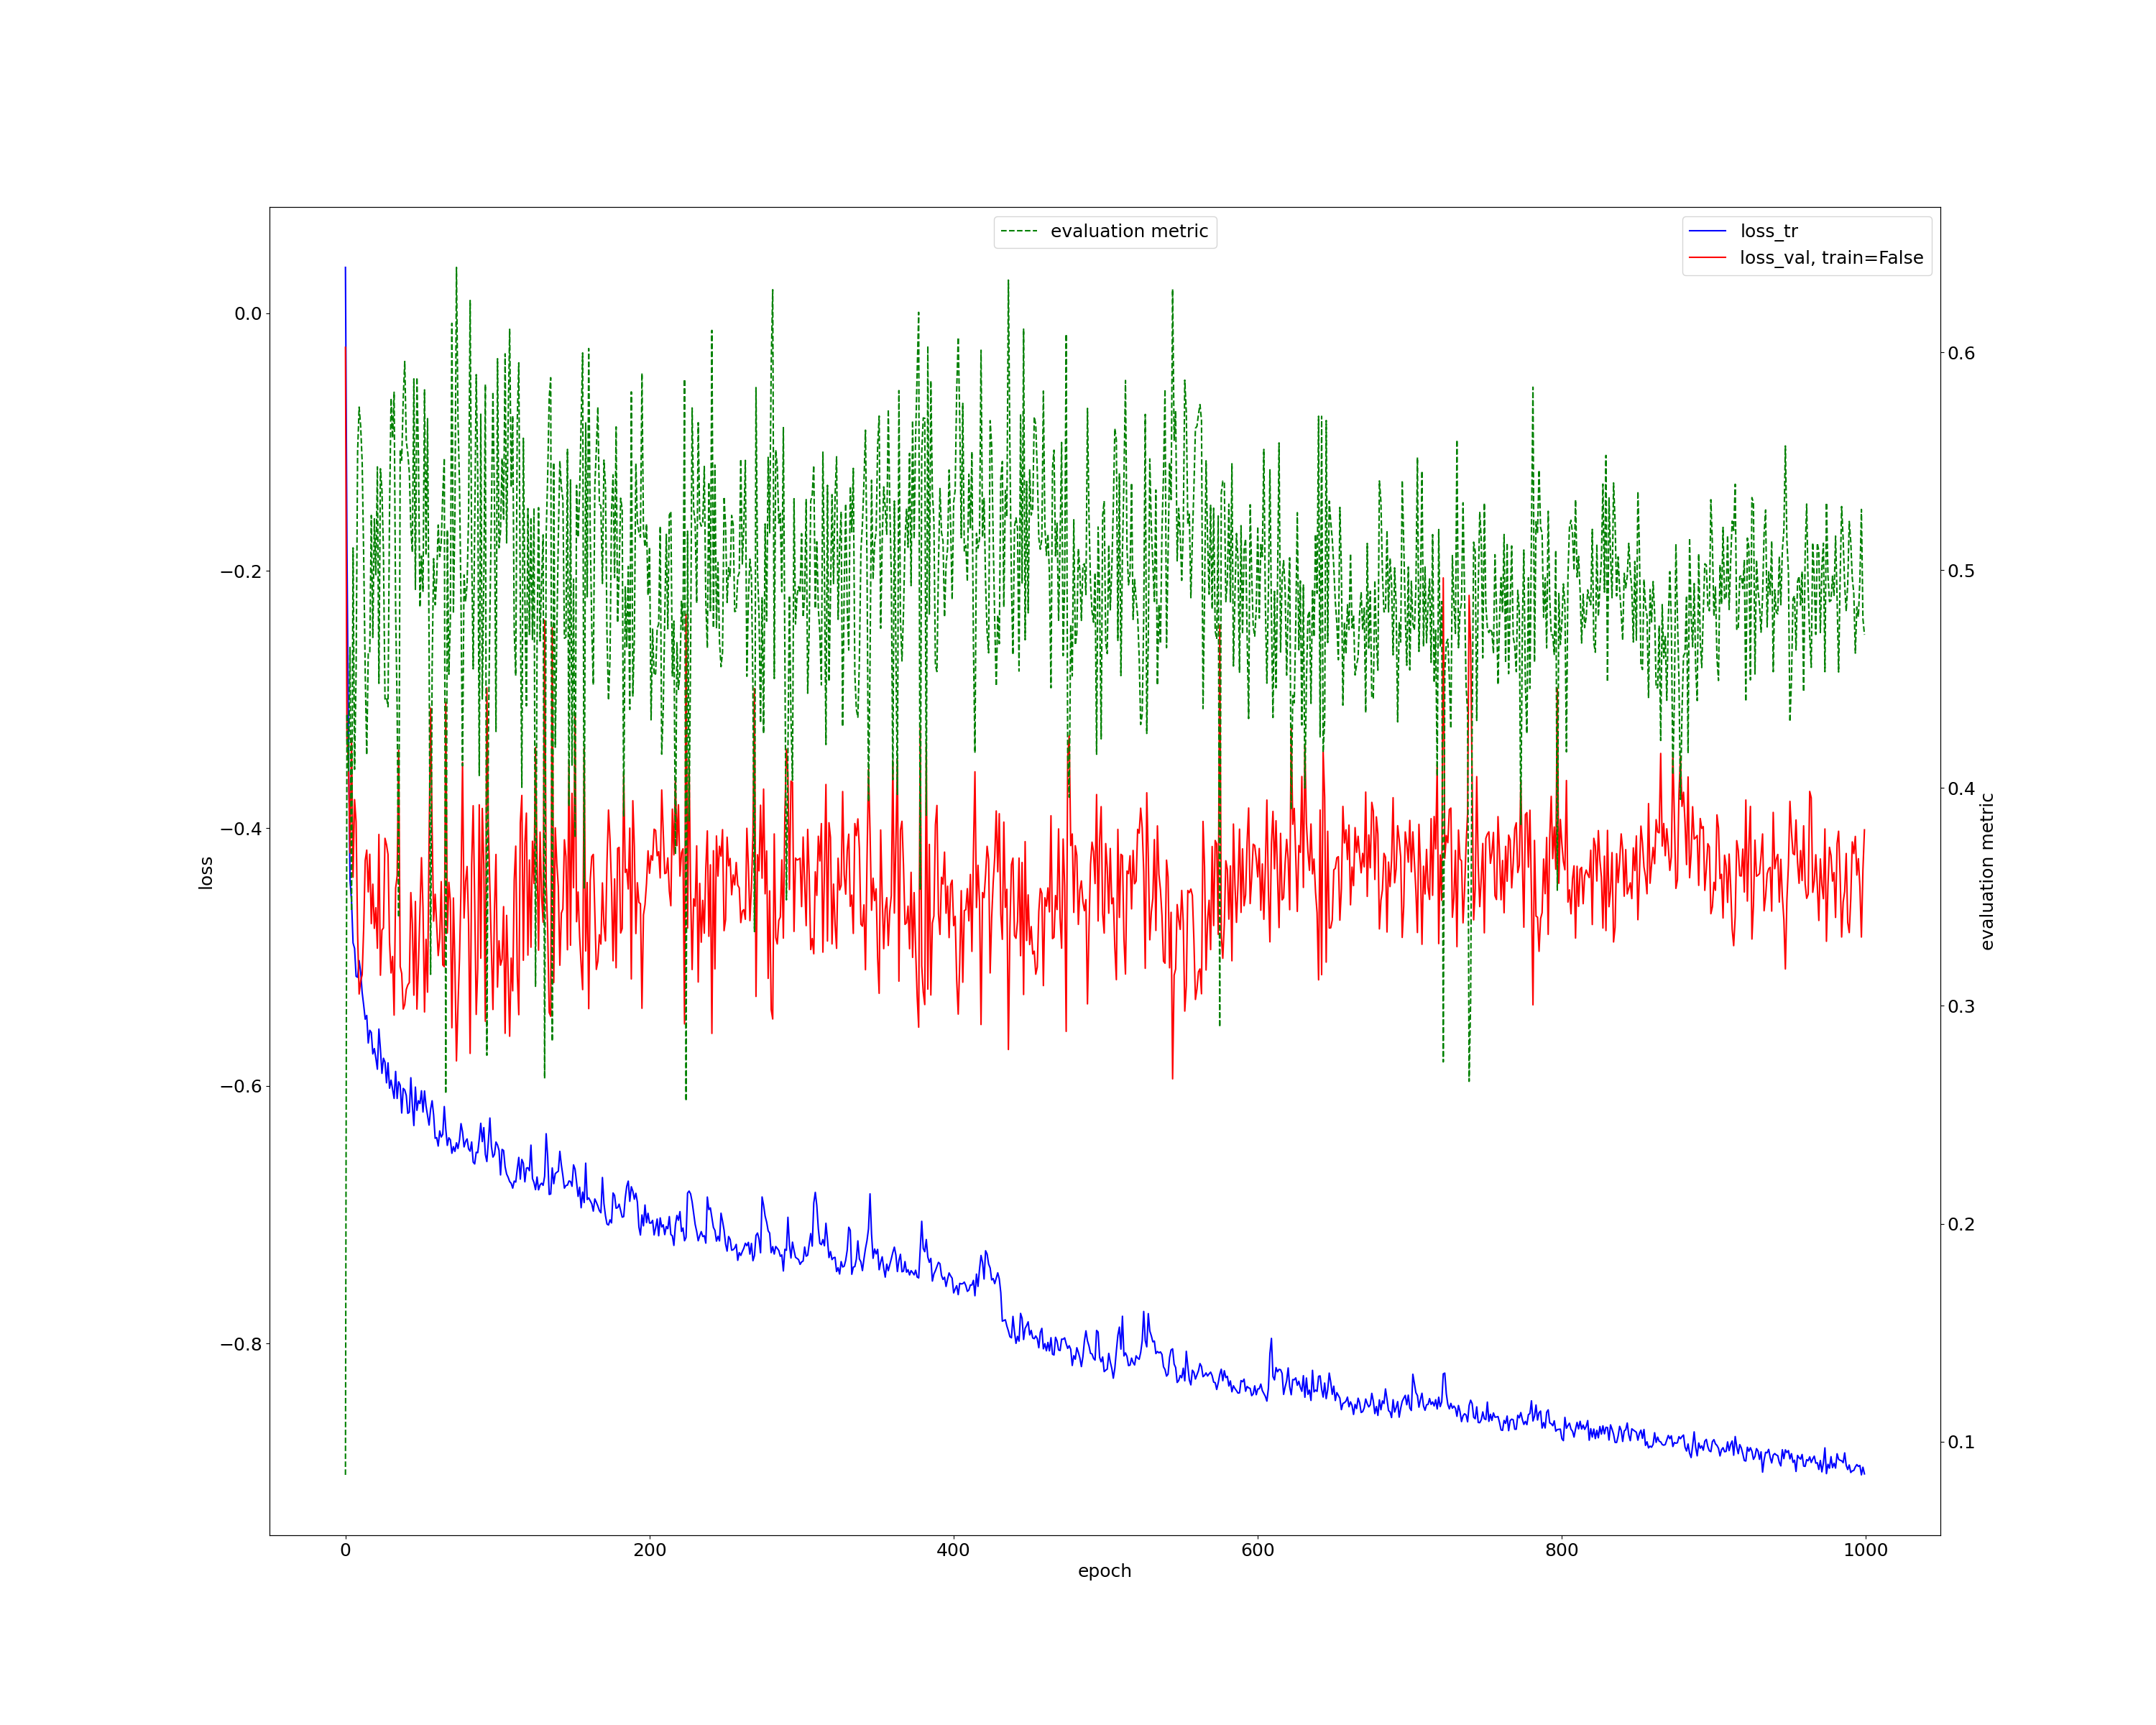 evaluation metric
loss_tr
loss_val, train=False
0.0
−0.2
−0.4
−0.6
−0.8
loss
0.6
0.5
0.4
0.3
0.2
0.1
evaluation metric
0
200
400
600
800
1000
epoch